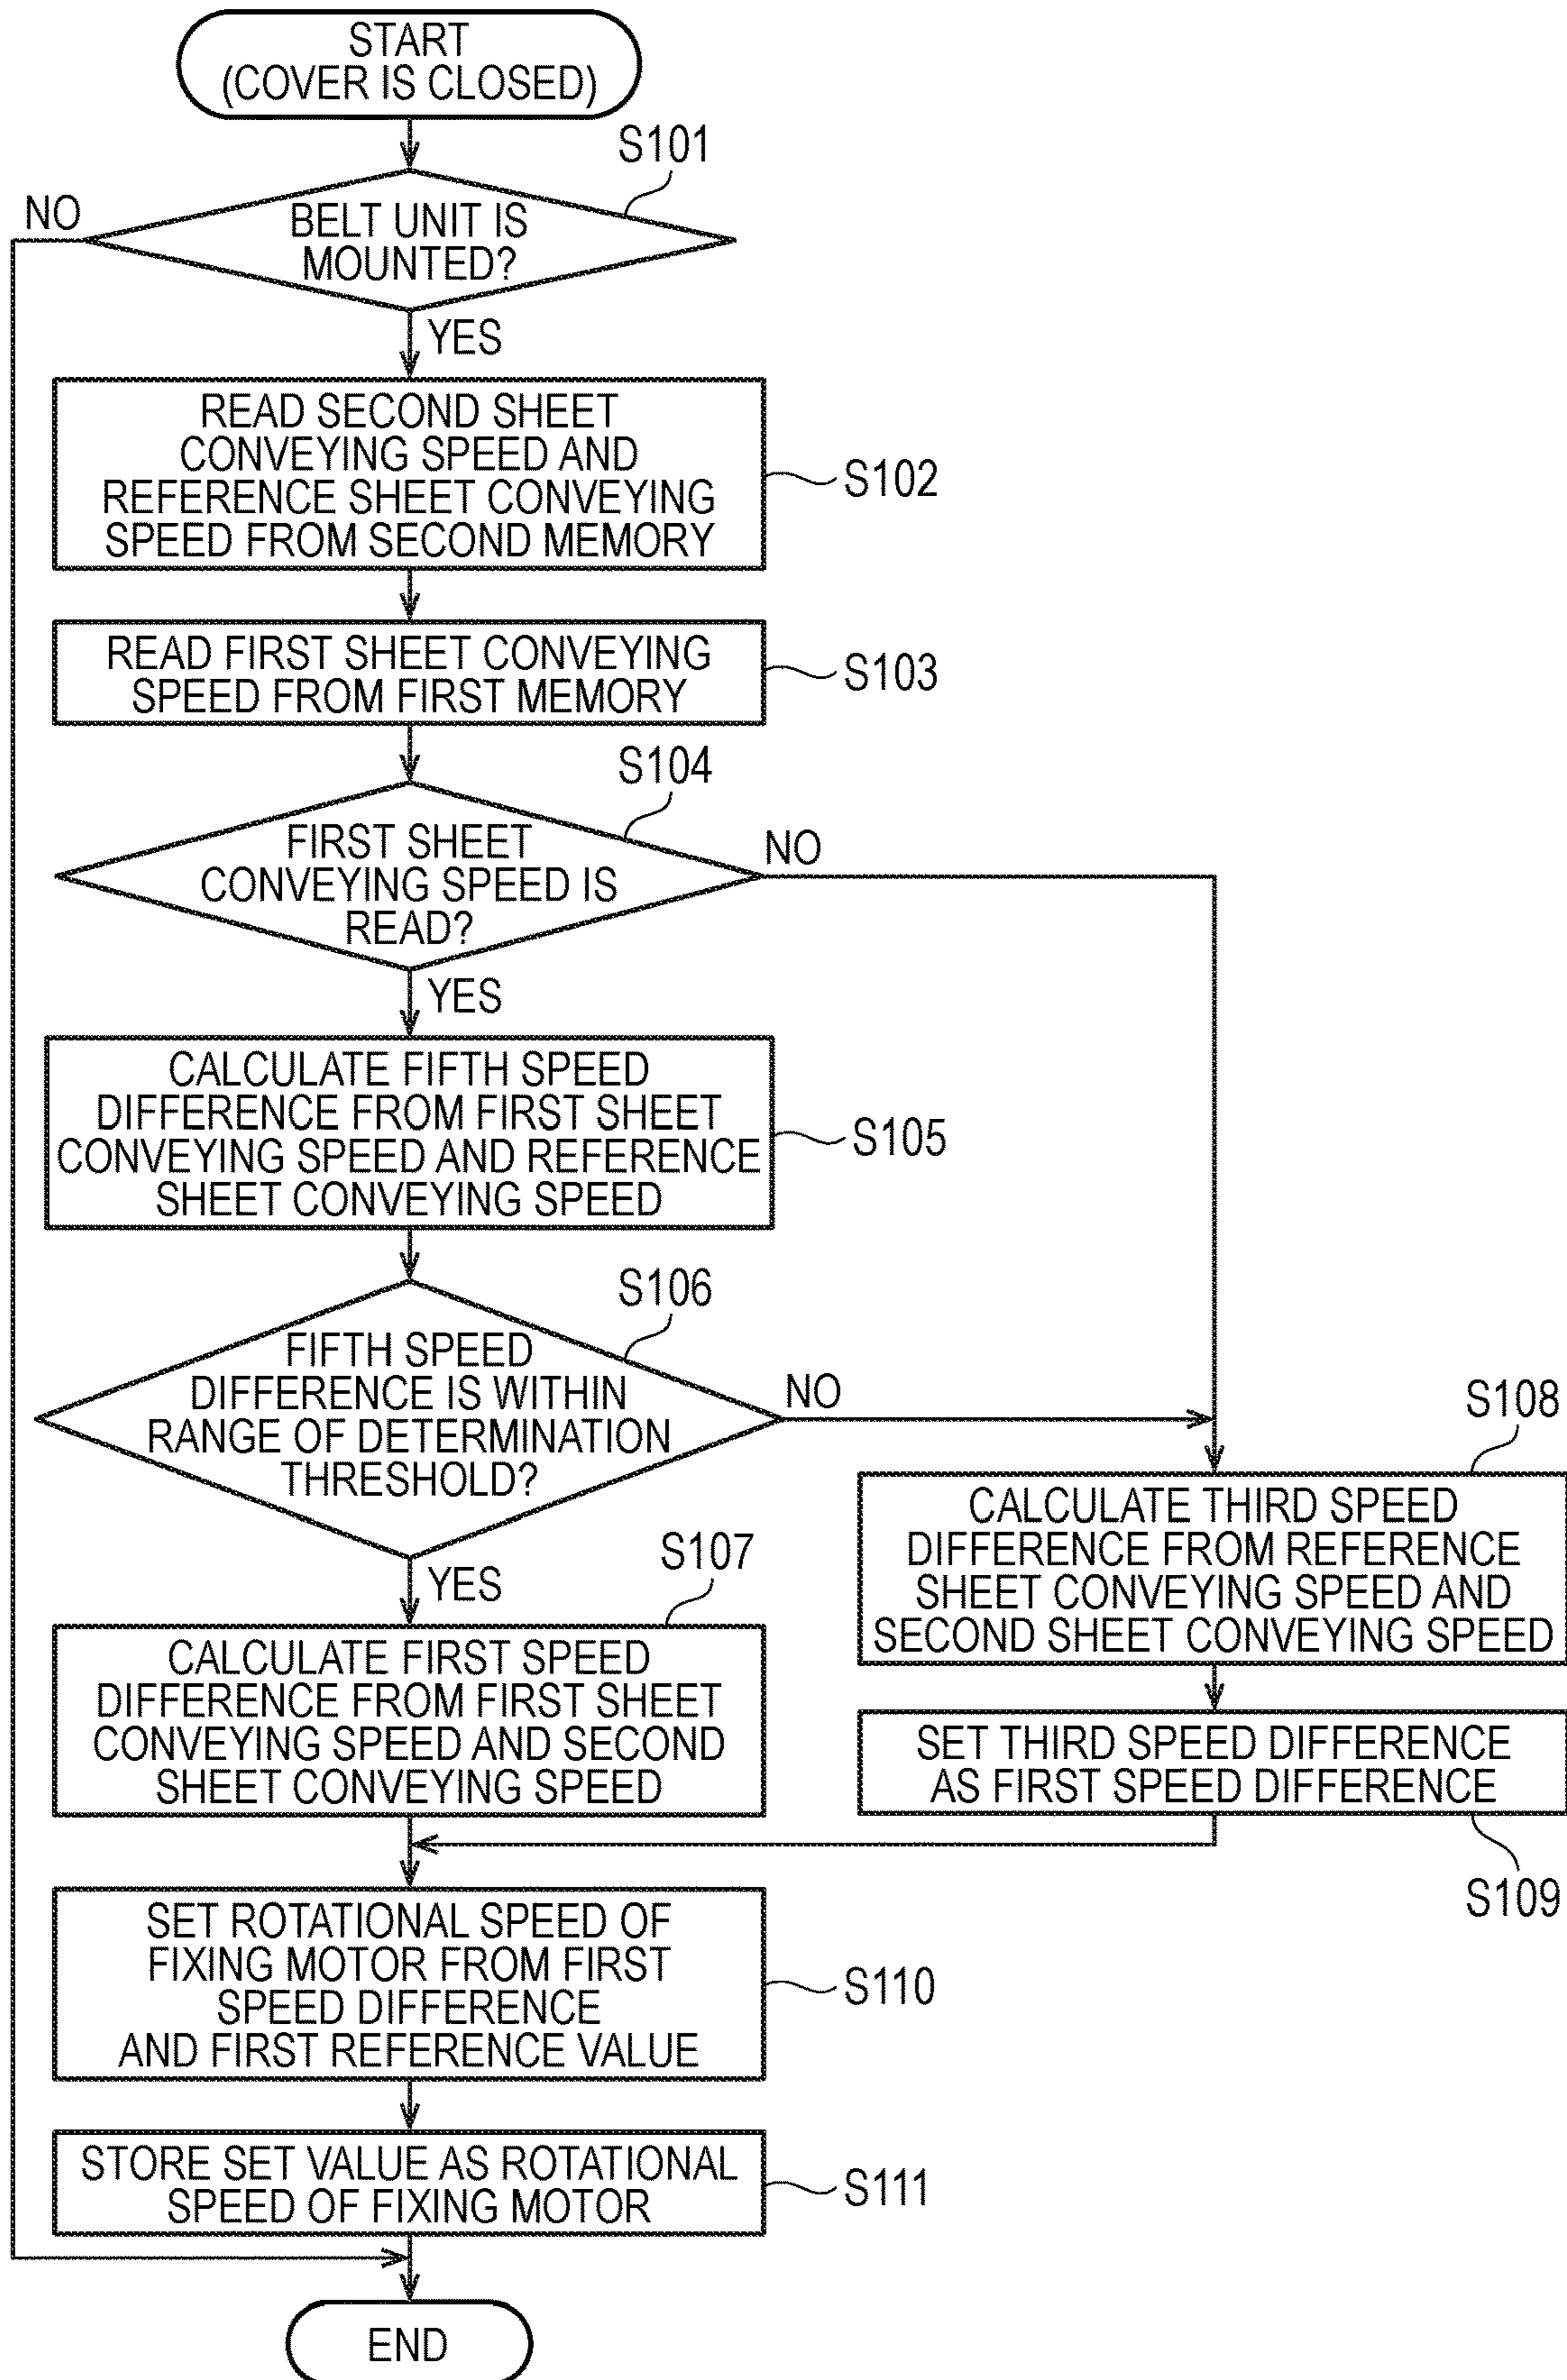 START
(COVER IS CLOSED)
S101
NO
BELT UNIT IS
MOUNTED?
YES
READ SECOND SHEET
CONVEYING SPEED AND
REFERENCE SHEET CONVEYING
SPEED FROM SECOND MEMORY
S102
READ FIRST SHEET CONVEYING
SPEED FROM FIRST MEMORY
S103
S104
FIRST SHEET
CONVEYING SPEED IS
READ?
NO
YES
CALCULATE FIFTH SPEED
DIFFERENCE FROM FIRST SHEET
CONVEYING SPEED AND REFERENCE
SHEET CONVEYING SPEED
S105
S106
FIFTH SPEED
DIFFERENCE IS WITHIN
RANGE OF DETERMINATION
THRESHOLD?
NO
YES
S107
CALCULATE FIRST SPEED
DIFFERENCE FROM FIRST SHEET
CONVEYING SPEED AND SECOND
SHEET CONVEYING SPEED
S108
CALCULATE THIRD SPEED
DIFFERENCE FROM REFERENCE
SHEET CONVEYING SPEED AND
SECOND SHEET CONVEYING SPEED
SET THIRD SPEED DIFFERENCE
AS FIRST SPEED DIFFERENCE
S109
SET ROTATIONAL SPEED OF
FIXING MOTOR FROM FIRST
SPEED DIFFERENCE
AND FIRST REFERENCE VALUE
S110
STORE SET VALUE AS ROTATIONAL
SPEED OF FIXING MOTOR
S111
END